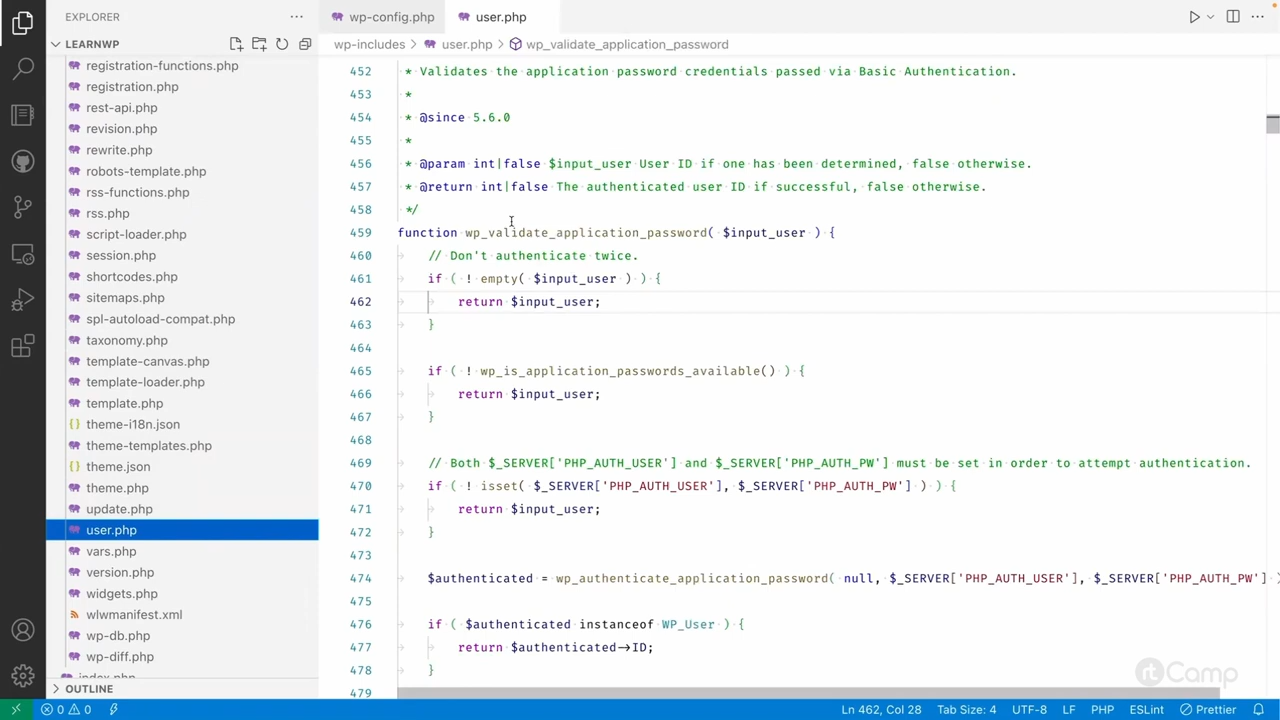 EXPLORER
LEARNWP
registration-functions.php
registration.php
rest-api.php
revision.php
rewrite.php
robots-template.php
rss-functions.php
rss.php
script-loader.php
session.php
shortcodes.php
sitemaps.php
spl-autoload-compat.php
taxonomy.php
template-canvas.php
template-loader.php
template.php
theme-i18n.json
theme-templates.php
theme.json
theme.php
update.php
user.php
vars.php
version.php
widgets.php
wlwmanifest.xml
wp-db.php
wp-diff.php
index.php
OUTLINE
wp-config.php user.php
wp-includes > user.php > wp_validate_application_password
452 * Validates the application password credentials passed via Basic Authentication.
453 *
454 * @since 5.6.0
455 *
456 * @param int|false $input_user User ID if one has been determined, false otherwise.
457 * @return int|false The authenticated user ID if successful, false otherwise.
458 */
459 function wp_validate_application_password( $input_user ) {
460 // Don't authenticate twice.
461 if ( ! empty( $input_user ) ) {
462 return $input_user;
463 }
464
465 if ( ! wp_is_application_passwords_available() ) {
466 return $input_user;
467 }
468
469 // Both $_SERVER['PHP_AUTH_USER'] and $_SERVER['PHP_AUTH_PW'] must be set in order to attempt authentication.
470 if ( ! isset( $_SERVER['PHP_AUTH_USER'], $_SERVER['PHP_AUTH_PW'] ) ) {
471 return $input_user;
472 }
473
474 $authenticated = wp_authenticate_application_password( null, $_SERVER['PHP_AUTH_USER'], $_SERVER['PHP_AUTH_PW'] )
475
476 if ( $authenticated instanceof WP_User ) {
477 return $authenticated->ID;
478 }
479
rtCamp
0 0 Ln 462, Col 28 Tab Size: 4 UTF-8 LF PHP ESLint Prettier